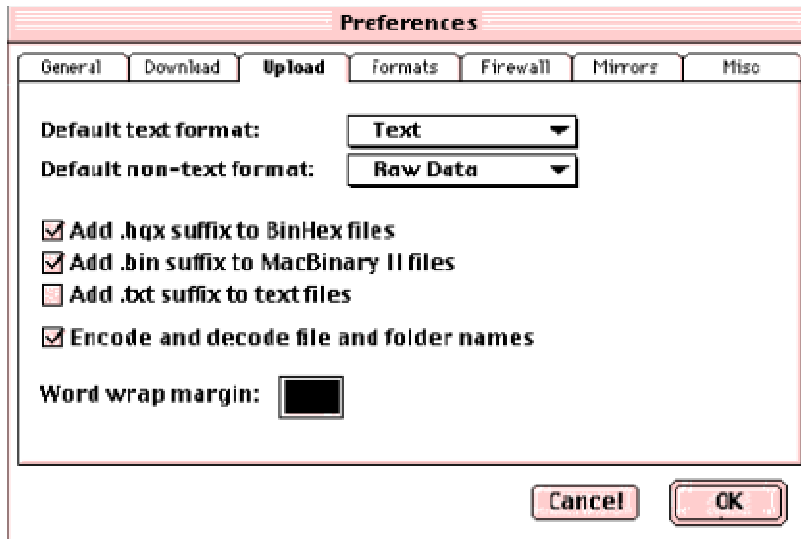 Preferences
General Download Upload Formats Firewall Mirrors Misc
Default text format: Text
Default non-text format: Raw Data
Add .hqx suffix to BinHex files
Add .bin suffix to MacBinary II files
Add .txt suffix to text files
Encode and decode file and folder names
Word wrap margin:
Cancel OK